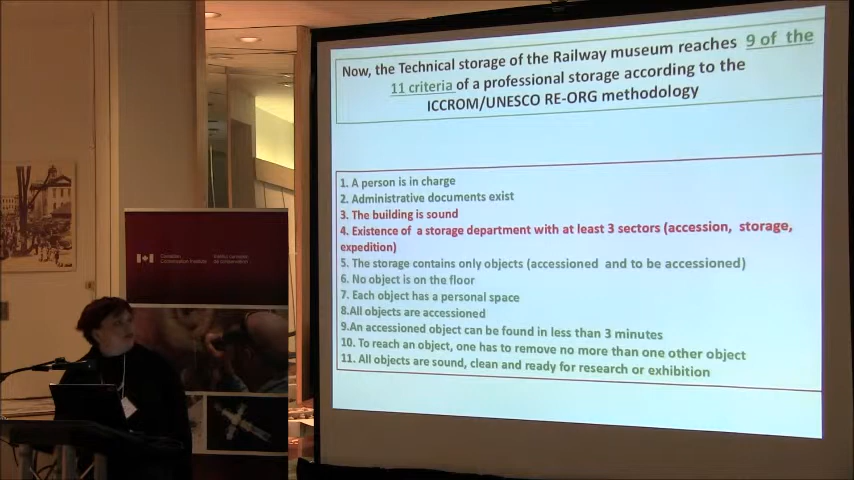 Now, the Technical storage of the Railway museum reaches 9 of the
11 criteria of a professional storage according to the
ICCROM/UNESCO RE-ORG methodology
1. A person is in charge
2. Administrative documents exist
3. The building is sound
4. Existence of a storage department with at least 3 sectors (accession, storage,
expedition)
5. The storage contains only objects (accessioned and to be accessioned)
6. No object is on the floor
7. Each object has a personal space
8.All objects are accessioned
9.An accessioned object can be found in less than 3 minutes
10. To reach an object, one has to remove no more than one other object
11. All objects are sound, clean and ready for research or exhibition
Canadian
Conservation Institute